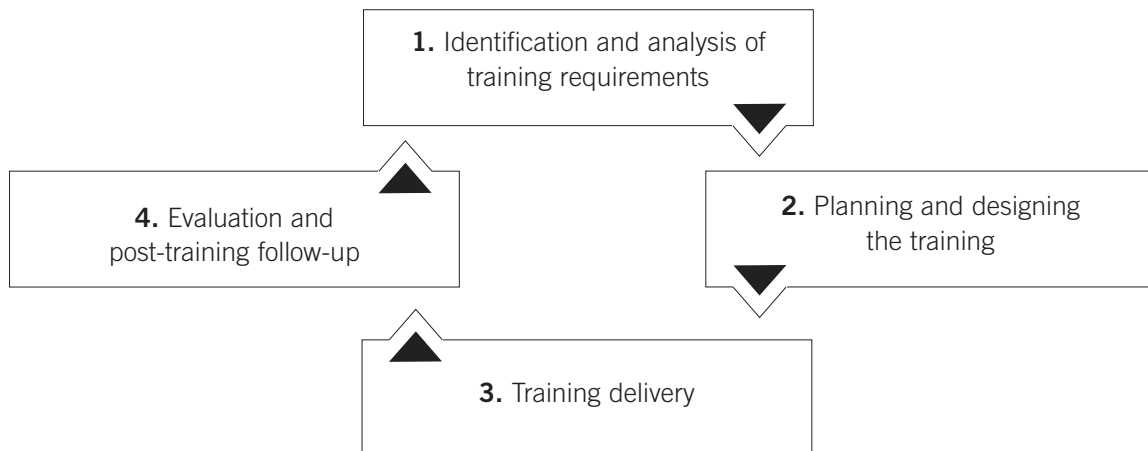 1. Identification and analysis of
training requirements
2. Planning and designing
the training
3. Training delivery
4. Evaluation and
post-training follow-up